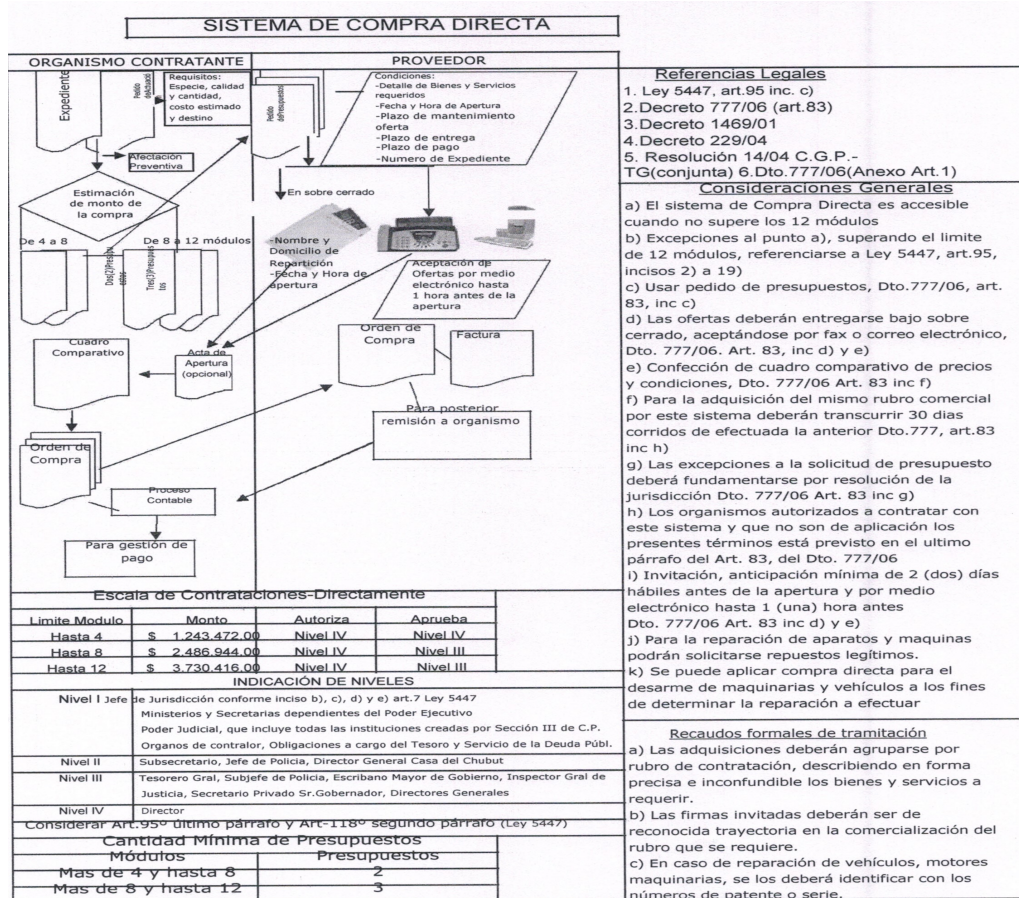 SISTEMA DE COMPRA DIRECTA
ORGANISMO CONTRATANTE
PROVEEDOR
Expediente
Pedido
deActuació
Requisitos:
Especie, calidad
y cantidad,
costo estimado
y destino
Afectación
Preventiva
Estimación
de monto de
la compra
De 4 a 8
De 8 a 12 módulos
Dos(2)Presupu
estos
Tres(3)Presupues
tos
Cuadro
Comparativo
Acta de
Apertura
(opcional)
Orden de
Compra
Proceso
Contable
Para gestión de
pago
Pedido
dePresupuestos
Condiciones:
-Detalle de Bienes y Servicios
requeridos
-Fecha y Hora de Apertura
-Plazo de mantenimiento
oferta
-Plazo de entrega
-Plazo de pago
-Numero de Expediente
En sobre cerrado
-Nombre y
Domicilio de
Repartición
-Fecha y Hora de
apertura
Aceptación de
Ofertas por medio
electrónico hasta
1 hora antes de la
apertura
Orden de
Compra
Factura
Para posterior
remisión a organismo
Escala de Contrataciones-Directamente
Limite Modulo Monto Autoriza Aprueba
Hasta 4 $ 1.243.472,00 Nivel IV Nivel IV
Hasta 8 $ 2.486.944,00 Nivel IV Nivel III
Hasta 12 $ 3.730.416,00 Nivel IV Nivel III
INDICACIÓN DE NIVELES
Nivel I Jefe de Jurisdicción conforme inciso b), c), d) y e) art.7 Ley 5447
Ministerios y Secretarias dependientes del Poder Ejecutivo
Poder Judicial, que incluye todas las instituciones creadas por Sección III de C.P.
Organos de contralor, Obligaciones a cargo del Tesoro y Servicio de la Deuda Públ.
Nivel II Subsecretario, Jefe de Policia, Director General Casa del Chubut
Nivel III Tesorero Gral, Subjefe de Policia, Escribano Mayor de Gobierno, Inspector Gral de
Justicia, Secretario Privado Sr.Gobernador, Directores Generales
Nivel IV Director
Considerar Art.95º último párrafo y Art-118º segundo párrafo (Ley 5447)
Cantidad Mínima de Presupuestos
Módulos Presupuestos
Mas de 4 y hasta 8 2
Mas de 8 y hasta 12 3
Referencias Legales
1. Ley 5447, art.95 inc. c)
2.Decreto 777/06 (art.83)
3.Decreto 1469/01
4.Decreto 229/04
5. Resolución 14/04 C.G.P.-
TG(conjunta) 6.Dto.777/06(Anexo Art.1)
Consideraciones Generales
a) El sistema de Compra Directa es accesible
cuando no supere los 12 módulos
b) Excepciones al punto a), superando el limite
de 12 módulos, referenciarse a Ley 5447, art.95,
incisos 2) a 19)
c) Usar pedido de presupuestos, Dto.777/06, art.
83, inc c)
d) Las ofertas deberán entregarse bajo sobre
cerrado, aceptándose por fax o correo electrónico,
Dto. 777/06. Art. 83, inc d) y e)
e) Confección de cuadro comparativo de precios
y condiciones, Dto. 777/06 Art. 83 inc f)
f) Para la adquisición del mismo rubro comercial
por este sistema deberán transcurrir 30 dias
corridos de efectuada la anterior Dto.777, art.83
inc h)
g) Las excepciones a la solicitud de presupuesto
deberá fundamentarse por resolución de la
jurisdicción Dto. 777/06 Art. 83 inc g)
h) Los organismos autorizados a contratar con
este sistema y que no son de aplicación los
presentes términos está previsto en el ultimo
párrafo del Art. 83, del Dto. 777/06
i) Invitación, anticipación mínima de 2 (dos) días
hábiles antes de la apertura y por medio
electrónico hasta 1 (una) hora antes
Dto. 777/06 Art. 83 inc d) y e)
j) Para la reparación de aparatos y maquinas
podrán solicitarse repuestos legítimos.
k) Se puede aplicar compra directa para el
desarme de maquinarias y vehículos a los fines
de determinar la reparación a efectuar
Recaudos formales de tramitación
a) Las adquisiciones deberán agruparse por
rubro de contratación, describiendo en forma
precisa e inconfundible los bienes y servicios a
requerir.
b) Las firmas invitadas deberán ser de
reconocida trayectoria en la comercialización del
rubro que se requiere.
c) En caso de reparación de vehículos, motores
maquinarias, se los deberá identificar con los
números de patente o serie.